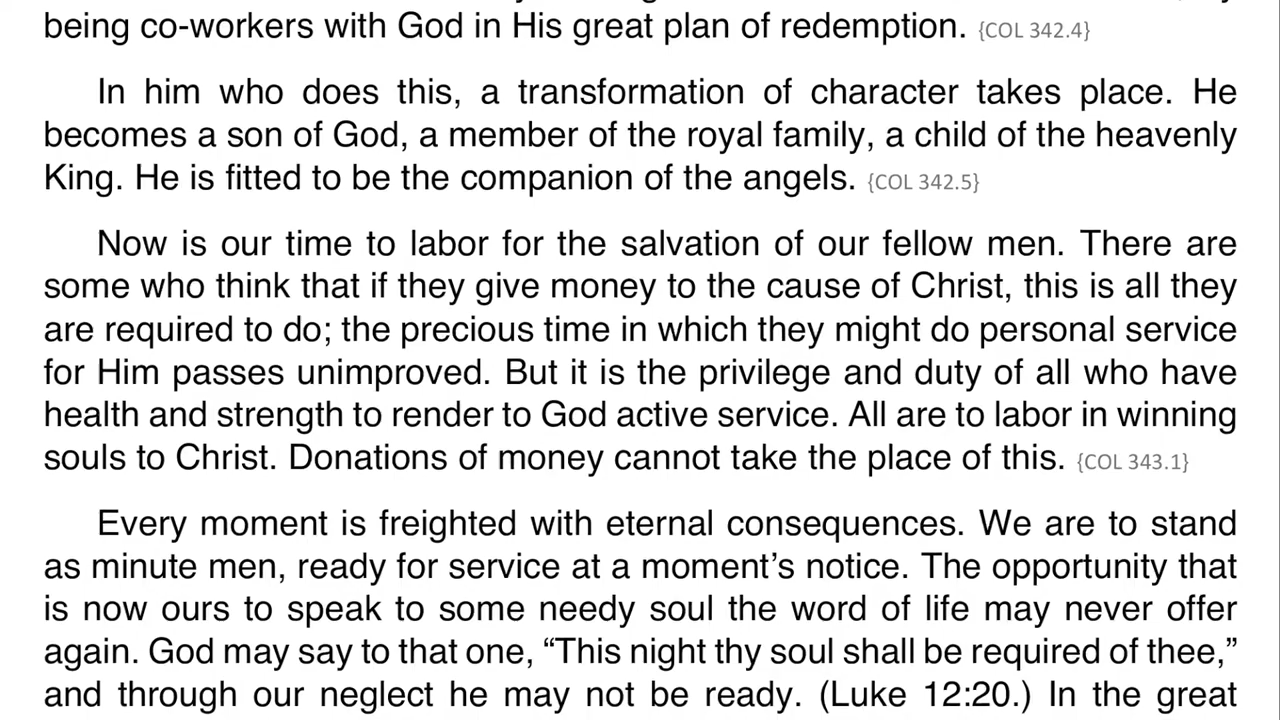 being co-workers with God in His great plan of redemption. {COL 342.4}
In him who does this, a transformation of character takes place. He
becomes a son of God, a member of the royal family, a child of the heavenly
King. He is fitted to be the companion of the angels. {COL 342.5}
Now is our time to labor for the salvation of our fellow men. There are
some who think that if they give money to the cause of Christ, this is all they
are required to do; the precious time in which they might do personal service
for Him passes unimproved. But it is the privilege and duty of all who have
health and strength to render to God active service. All are to labor in winning
souls to Christ. Donations of money cannot take the place of this. {COL 343.1}
Every moment is freighted with eternal consequences. We are to stand
as minute men, ready for service at a moment’s notice. The opportunity that
is now ours to speak to some needy soul the word of life may never offer
again. God may say to that one, “This night thy soul shall be required of thee,”
and through our neglect he may not be ready. (Luke 12:20.) In the great